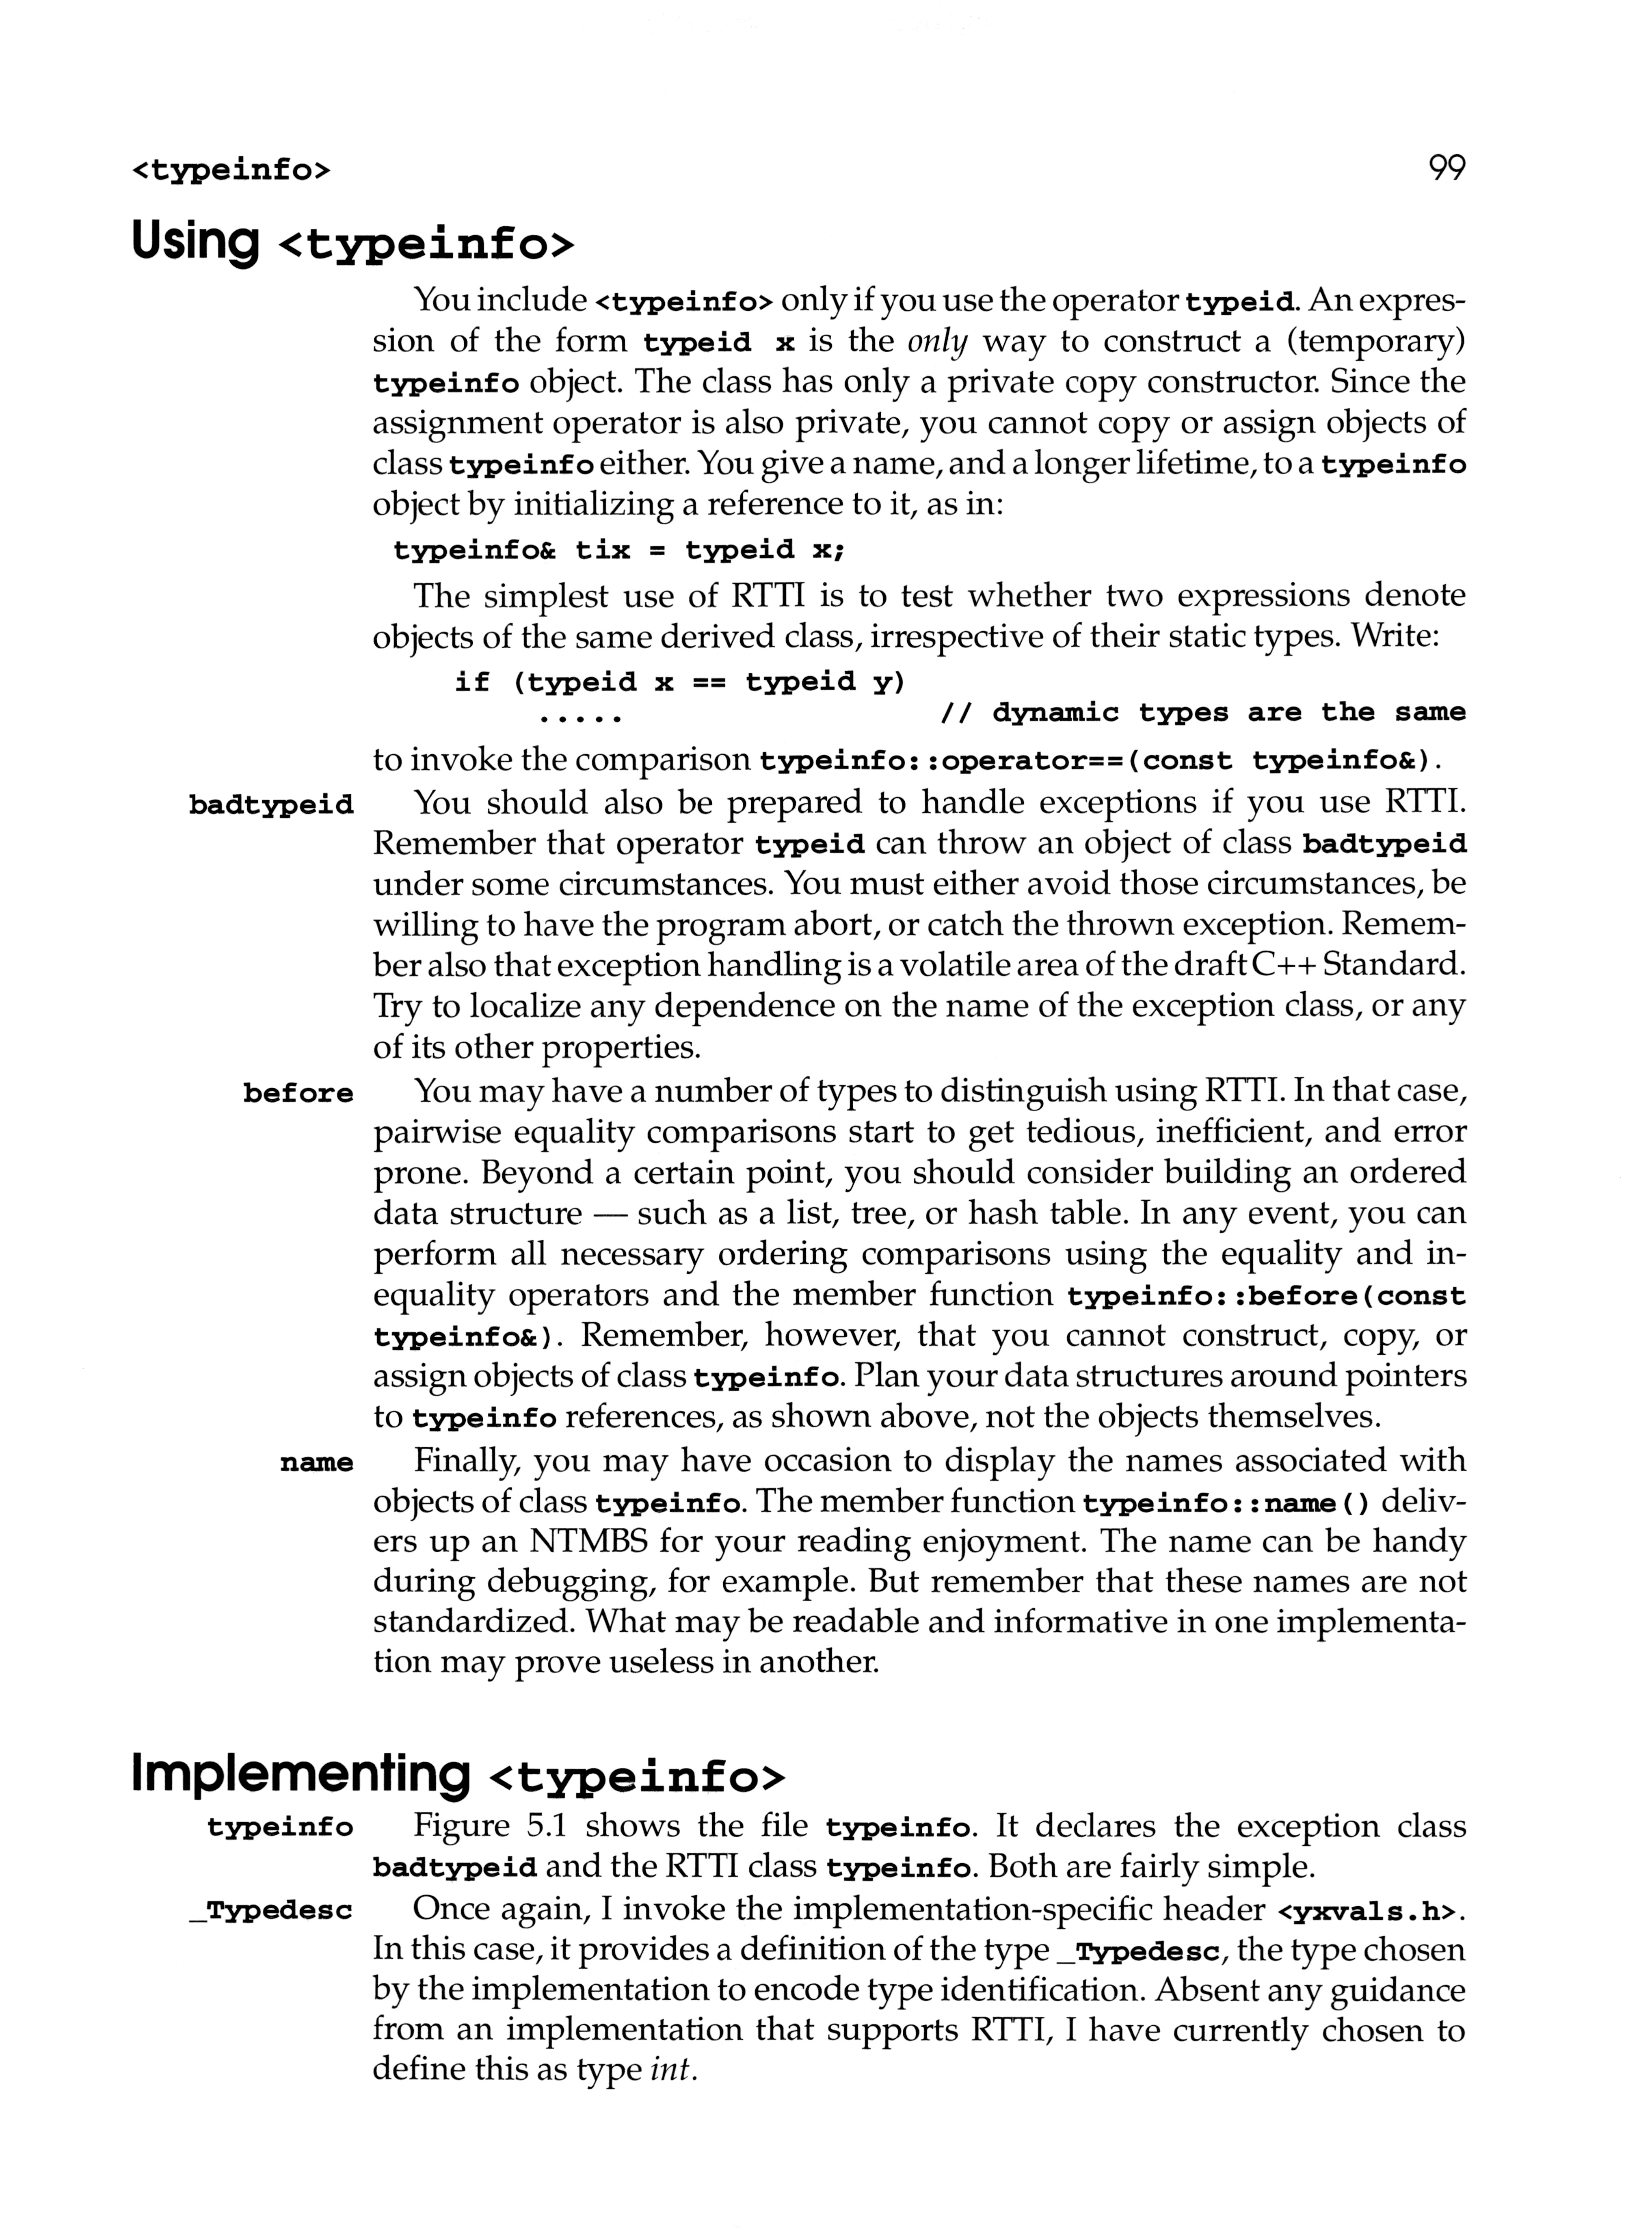 <typeinfo> 99
Using <typeinfo>
You include <typeinfo> only if you use the operator typeid. An expres-
sion of the form typeid x is the only way to construct a (temporary)
typeinfo object. The class has only a private copy constructor. Since the
assignment operator is also private, you cannot copy or assign objects of
class typeinfo either. You give a name, and a longer lifetime, to a typeinfo
object by initializing a reference to it, as in:
typeinfo& tix = typeid x;
The simplest use of RTTI is to test whether two expressions denote
objects of the same derived class, irrespective of their static types. Write:
if (typeid x == typeid y)
..... // dynamic types are the same
to invoke the comparison typeinfo::operator==(const typeinfo&).
badtypeid You should also be prepared to handle exceptions if you use RTTI.
Remember that operator typeid can throw an object of class badtypeid
under some circumstances. You must either avoid those circumstances, be
willing to have the program abort, or catch the thrown exception. Remem-
ber also that exception handling is a volatile area of the draft C++ Standard.
Try to localize any dependence on the name of the exception class, or any
of its other properties.
before You may have a number of types to distinguish using RTTI. In that case,
pairwise equality comparisons start to get tedious, inefficient, and error
prone. Beyond a certain point, you should consider building an ordered
data structure — such as a list, tree, or hash table. In any event, you can
perform all necessary ordering comparisons using the equality and in-
equality operators and the member function typeinfo::before(const
typeinfo&). Remember, however, that you cannot construct, copy, or
assign objects of class typeinfo. Plan your data structures around pointers
to typeinfo references, as shown above, not the objects themselves.
name Finally, you may have occasion to display the names associated with
objects of class typeinfo. The member function typeinfo::name() deliv-
ers up an NTMBS for your reading enjoyment. The name can be handy
during debugging, for example. But remember that these names are not
standardized. What may be readable and informative in one implementa-
tion may prove useless in another.
Implementing <typeinfo>
typeinfo Figure 5.1 shows the file typeinfo. It declares the exception class
badtypeid and the RTTI class typeinfo. Both are fairly simple.
_Typedesc Once again, I invoke the implementation-specific header <yxvals.h>.
In this case, it provides a definition of the type _Typedesc, the type chosen
by the implementation to encode type identification. Absent any guidance
from an implementation that supports RTTI, I have currently chosen to
define this as type int.